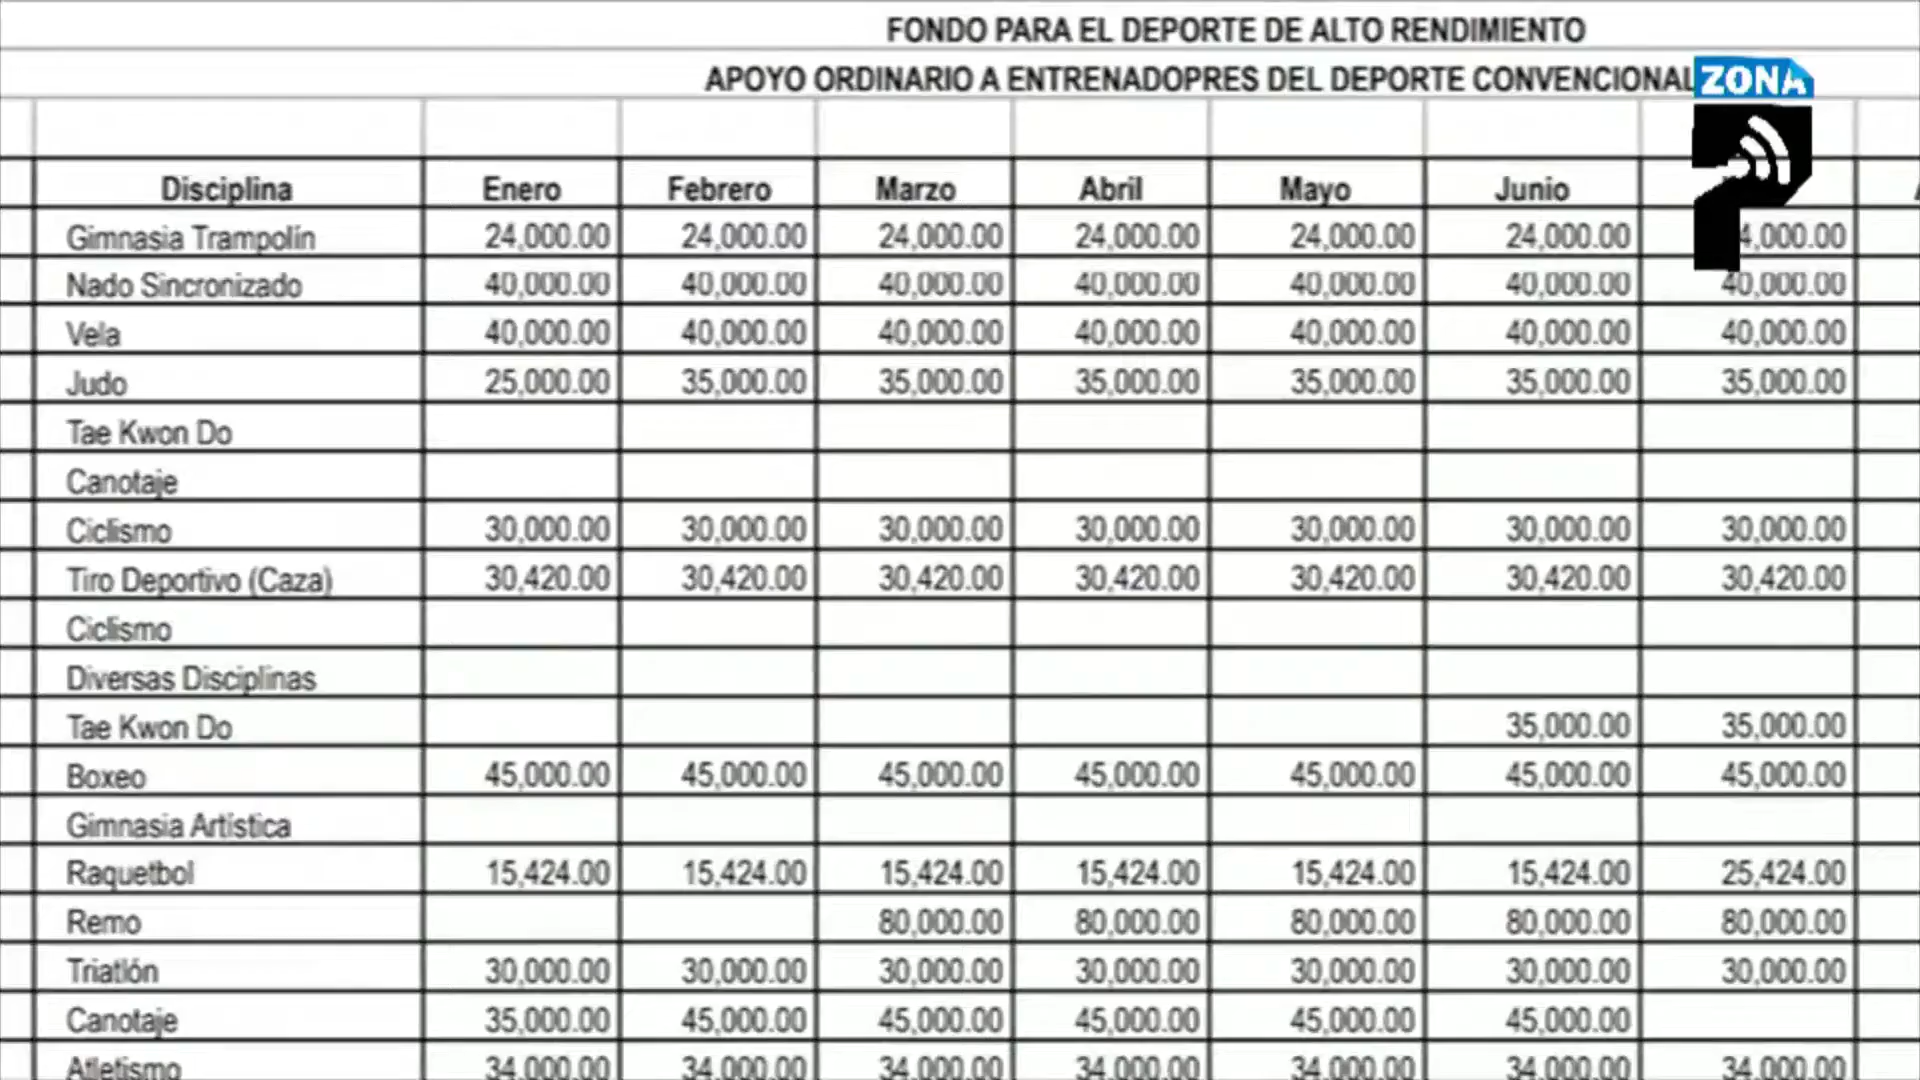 FONDO PARA EL DEPORTE DE ALTO RENDIMIENTO
APOYO ORDINARIO A ENTRENADOPRES DEL DEPORTE CONVENCIONAL
ZONA
Disciplina Enero Febrero Marzo Abril Mayo Junio
Gimnasia Trampolín 24,000.00 24,000.00 24,000.00 24,000.00 24,000.00 24,000.00 4,000.00
Nado Sincronizado 40,000.00 40,000.00 40,000.00 40,000.00 40,000.00 40,000.00 40,000.00
Vela 40,000.00 40,000.00 40,000.00 40,000.00 40,000.00 40,000.00 40,000.00
Judo 25,000.00 35,000.00 35,000.00 35,000.00 35,000.00 35,000.00 35,000.00
Tae Kwon Do
Canotaje
Ciclismo 30,000.00 30,000.00 30,000.00 30,000.00 30,000.00 30,000.00 30,000.00
Tiro Deportivo (Caza) 30,420.00 30,420.00 30,420.00 30,420.00 30,420.00 30,420.00 30,420.00
Ciclismo
Diversas Disciplinas
Tae Kwon Do 35,000.00 35,000.00
Boxeo 45,000.00 45,000.00 45,000.00 45,000.00 45,000.00 45,000.00 45,000.00
Gimnasia Artística
Raquetbol 15,424.00 15,424.00 15,424.00 15,424.00 15,424.00 15,424.00 25,424.00
Remo 80,000.00 80,000.00 80,000.00 80,000.00 80,000.00
Triatlón 30,000.00 30,000.00 30,000.00 30,000.00 30,000.00 30,000.00 30,000.00
Canotaje 35,000.00 45,000.00 45,000.00 45,000.00 45,000.00 45,000.00
Atletismo 34,000.00 34,000.00 34,000.00 34,000.00 34,000.00 34,000.00 34,000.00